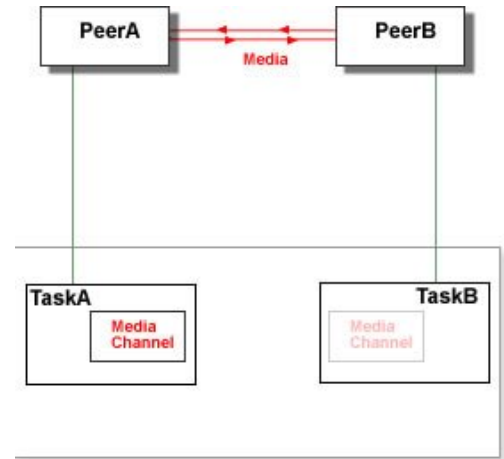 PeerA
PeerB
Media
TaskA
TaskB
Media
Channel
Media
Channel